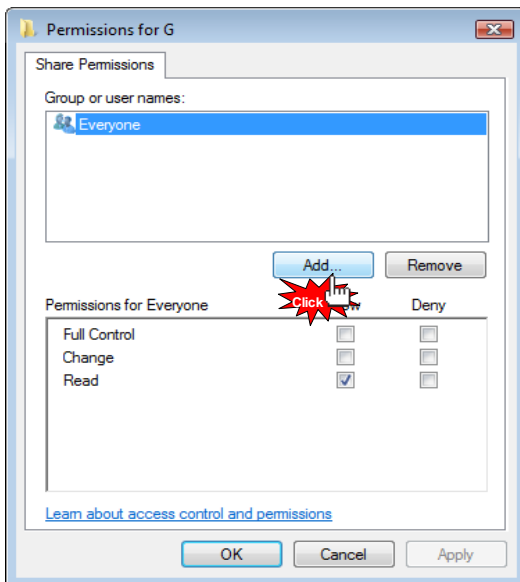 Permissions for G
Share Permissions
Group or user names:
Everyone
Add... Remove
Click
Permissions for Everyone Deny
Full Control
Change
Read
Learn about access control and permissions
OK Cancel Apply